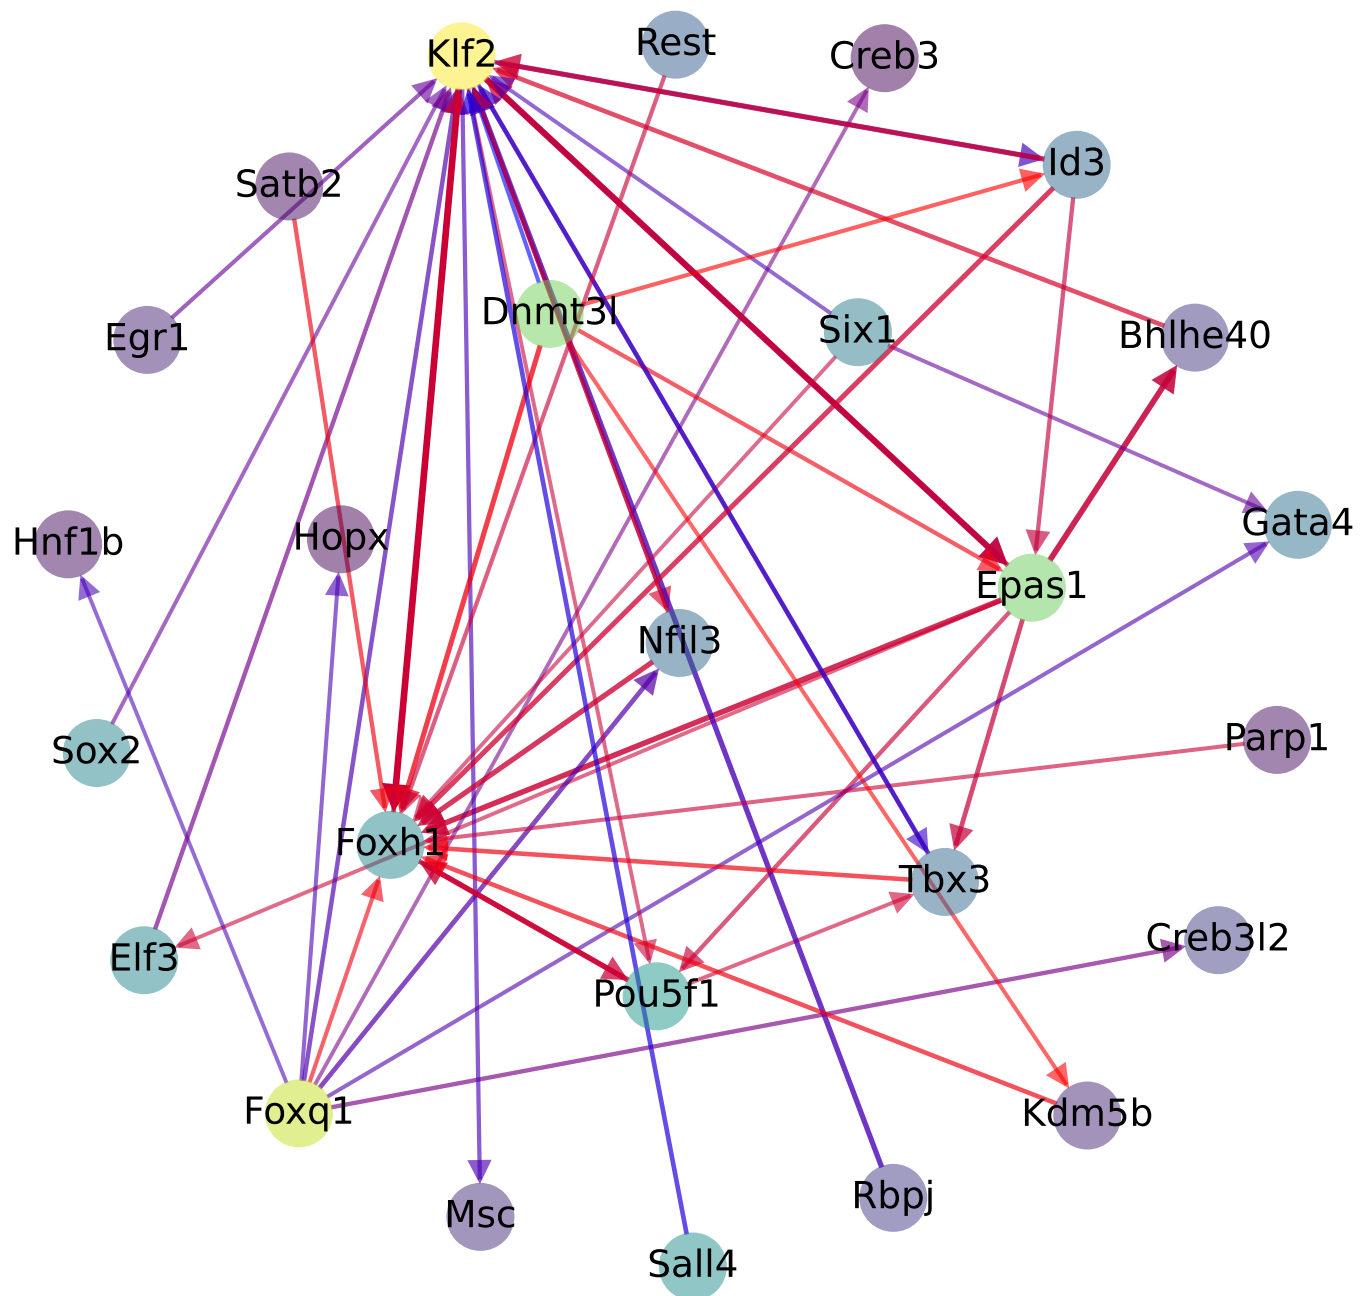 Klf2
Rest
Creb3
Id3
Satb2
Dnmt3l
Six1
Bhlhe40
Egr1
Hnf1b
Hopx
Gata4
Epas1
Nfil3
Sox2
Parp1
Foxh1
Tbx3
Elf3
Creb3l2
Pou5f1
Foxq1
Kdm5b
Msc
Rbpj
Sall4